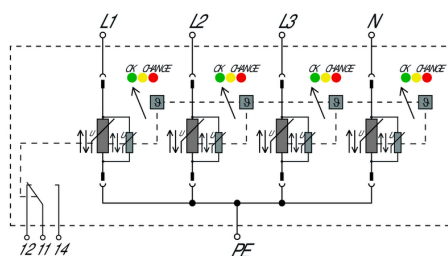 L1 L2 L3 N
OK CHANGE OK CHANGE OK CHANGE OK CHANGE
ϑ ϑ ϑ ϑ
U U U U U U U U
12 11 14
PE